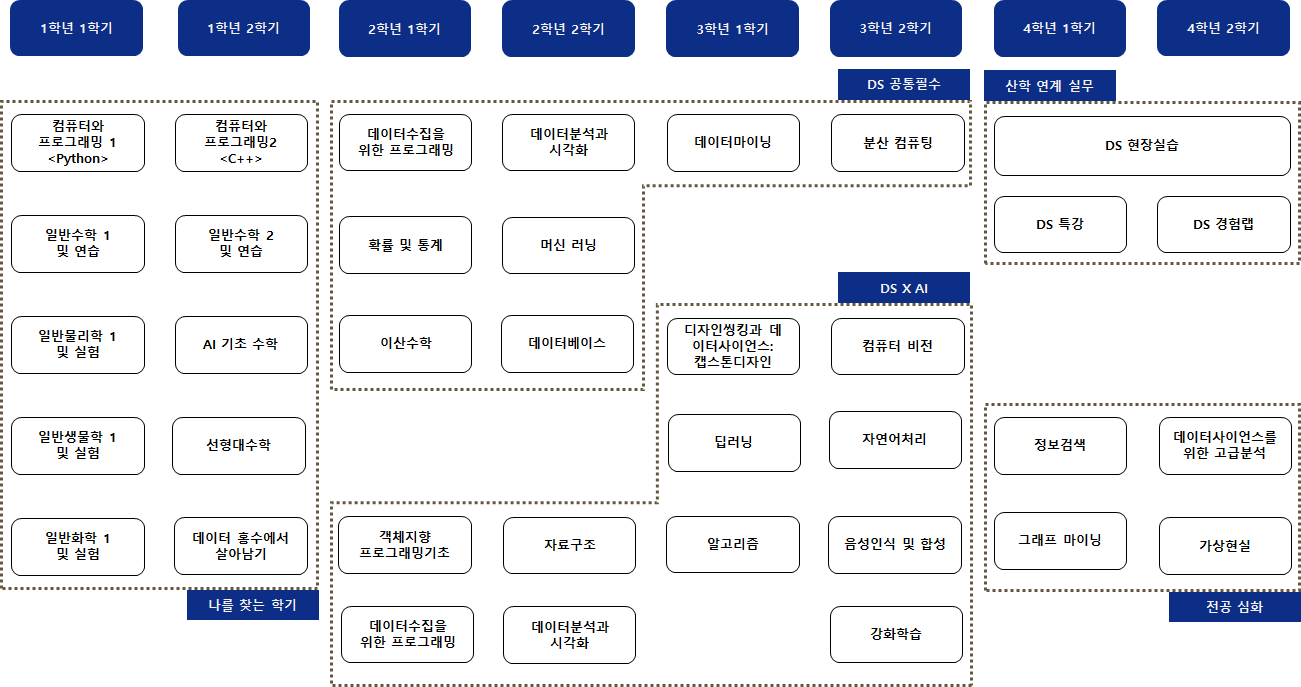 1학년 1학기
1학년 2학기
2학년 1학기
2학년 2학기
3학년 1학기
3학년 2학기
4학년 1학기
4학년 2학기
DS 공통필수
산학 연계 실무
컴퓨터와
프로그래밍 1
<Python>
컴퓨터와
프로그래밍2
<C++>
데이터수집을
위한 프로그래밍
데이터분석과
시각화
데이터마이닝
분산 컴퓨팅
DS 현장실습
일반수학 1
및 연습
일반수학 2
및 연습
확률 및 통계
머신 러닝
DS 특강
DS 경험랩
DS X AI
일반물리학 1
및 실험
AI 기초 수학
이산수학
데이터베이스
디자인씽킹과 데
이터사이언스:
캡스톤디자인
컴퓨터 비전
일반생물학 1
및 실험
선형대수학
딥러닝
자연어처리
정보검색
데이터사이언스를
위한 고급분석
일반화학 1
및 실험
데이터 홍수에서
살아남기
객체지향
프로그래밍기초
자료구조
알고리즘
음성인식 및 합성
그래프 마이닝
가상현실
나를 찾는 학기
전공 심화
데이터수집을
위한 프로그래밍
데이터분석과
시각화
강화학습